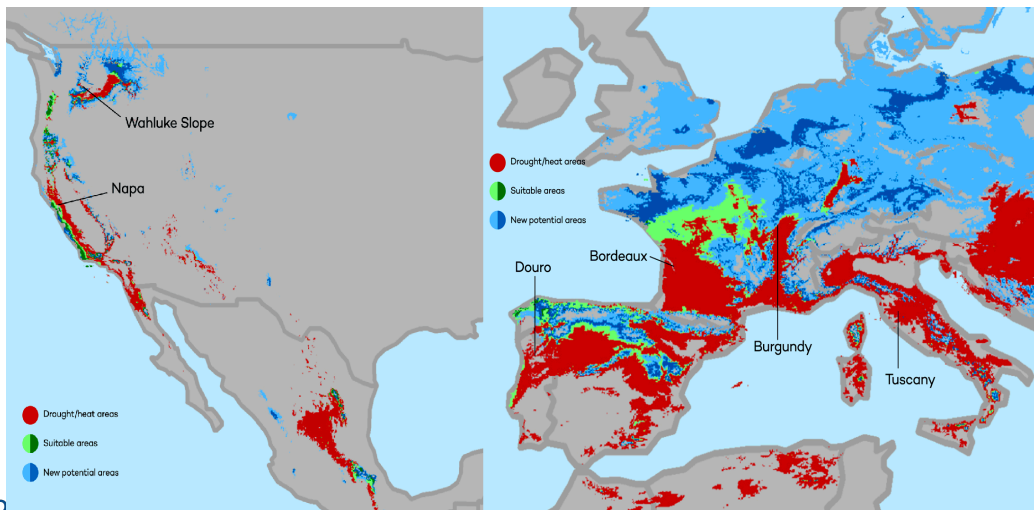 Wahluke Slope
Napa
Drought/heat areas
Suitable areas
New potential areas
Drought/heat areas
Suitable areas
New potential areas
Bordeaux
Douro
Burgundy
Tuscany